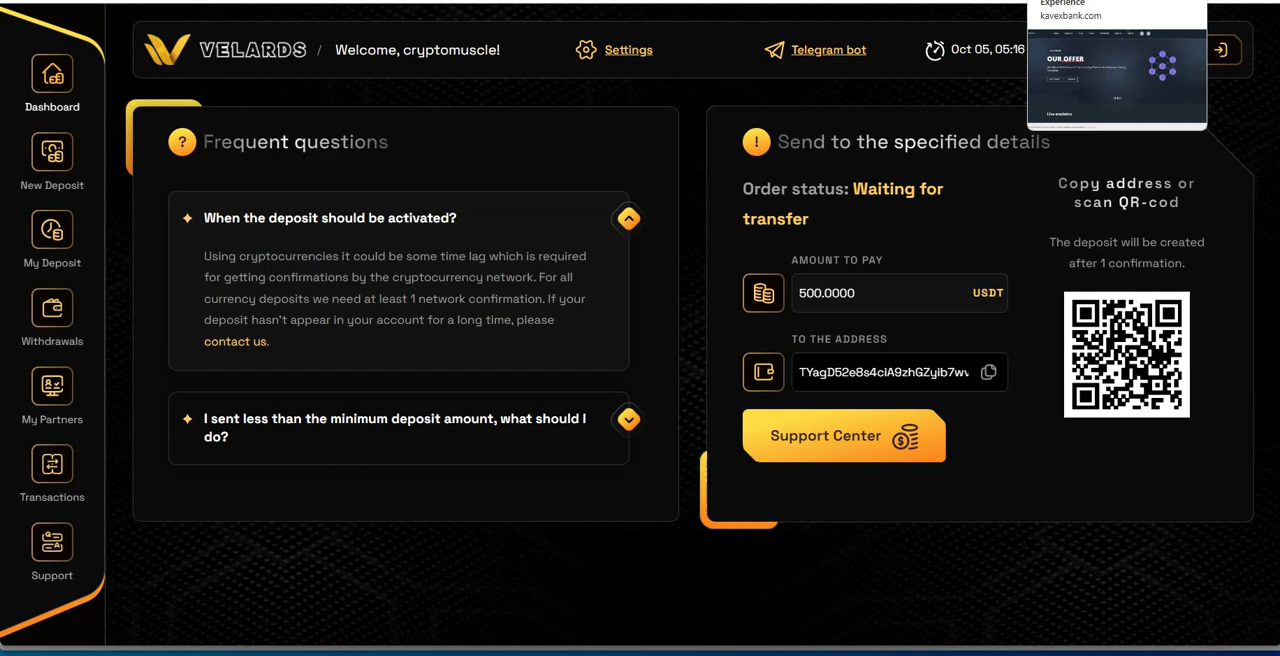 Experience
kavexbank.com
OUR OFFER
Live statistics
VELARDS / Welcome, cryptomuscle!
Settings
Telegram bot
Oct 05, 05:16
Dashboard
New Deposit
My Deposit
Withdrawals
My Partners
Transactions
Support
? Frequent questions
When the deposit should be activated?
Using cryptocurrencies it could be some time lag which is required
for getting confirmations by the cryptocurrency network. For all
currency deposits we need at least 1 network confirmation. If your
deposit hasn't appear in your account for a long time, please
contact us.
I sent less than the minimum deposit amount, what should I
do?
! Send to the specified details
Order status: Waiting for
transfer
AMOUNT TO PAY
500.0000 USDT
TO THE ADDRESS
TYagD52e8s4ciA9zhGZyib7wv
Support Center
Copy address or
scan QR-cod
The deposit will be created
after 1 confirmation.